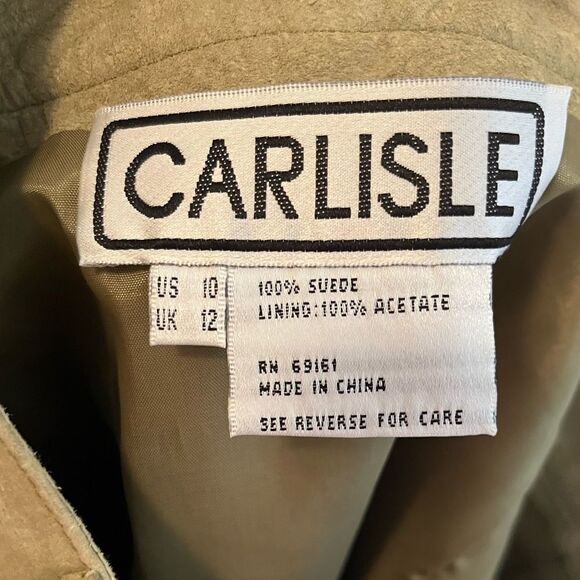 CARLISLE
US 10
UK 12
100% SUEDE
LINING:100% ACETATE
RN 69161
MADE IN CHINA
SEE REVERSE FOR CARE